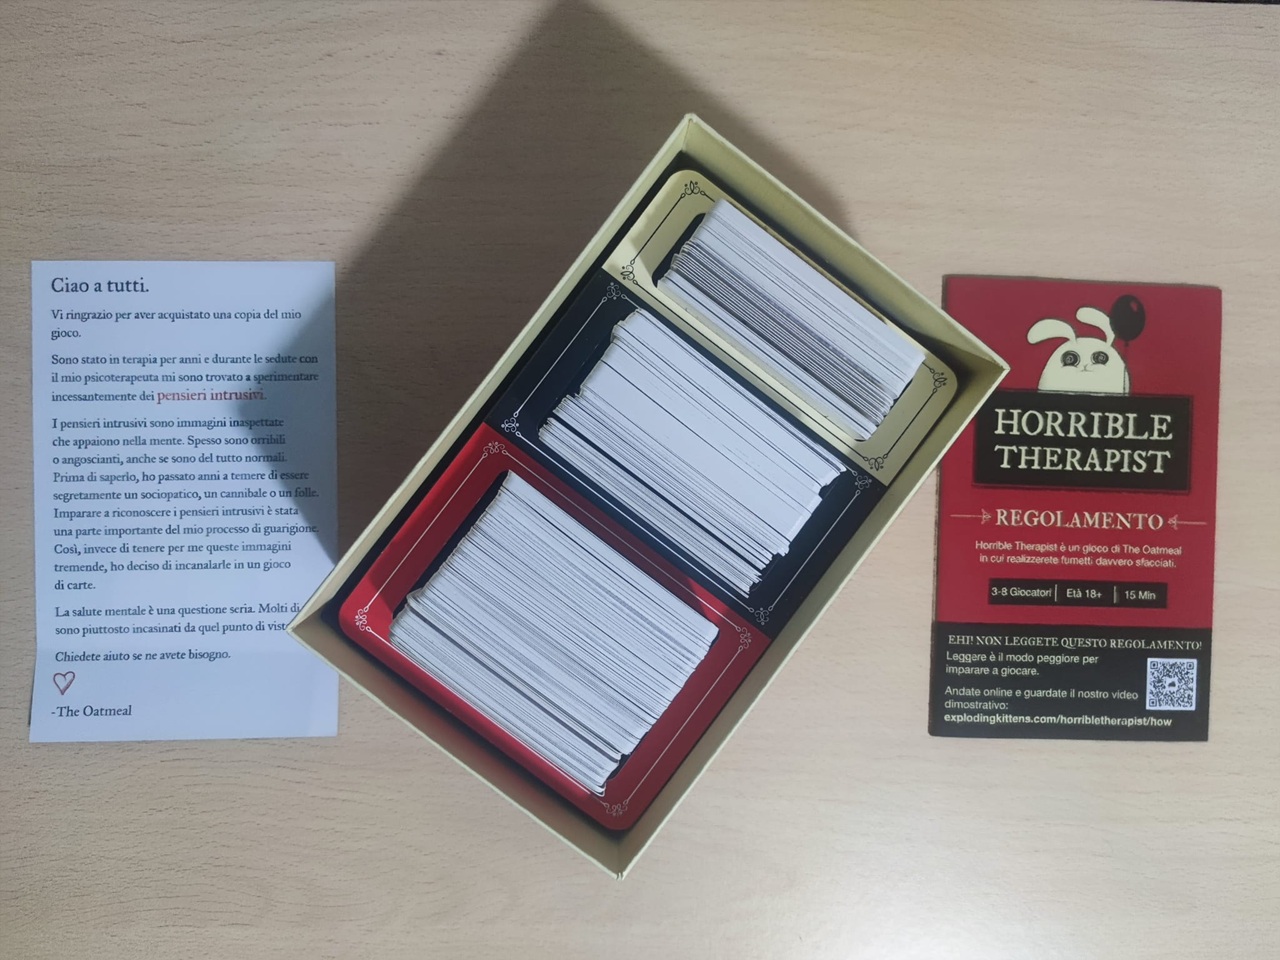 Ciao a tutti.
Vi ringrazio per aver acquistato una copia del mio
gioco.
Sono stato in terapia per anni e durante le sedute con
il mio psicoterapeuta mi sono trovato a sperimentare
incessantemente dei pensieri intrusivi.
I pensieri intrusivi sono immagini inaspettate
che appaiono nella mente. Spesso sono orribili
o angoscianti, anche se sono del tutto normali.
Prima di saperlo, ho passato anni a temere di essere
segretamente un sociopatico, un cannibale o un folle.
Imparare a riconoscere i pensieri intrusivi è stata
una parte importante del mio processo di guarigione.
Così, invece di tenere per me queste immagini
tremende, ho deciso di incanalarle in un gioco
di carte.
La salute mentale è una questione seria. Molti di
sono piuttosto incasinati da quel punto di
Chiedete aiuto se ne avete bisogno.
-The Oatmeal
HORRIBLE
THERAPIST
REGOLAMENTO
Horrible Therapist è un gioco di The Oatmeal
in cui realizzerete fumetti davvero sfacciati.
3-8 Giocatori | Età 18+ | 15 Min
EHI! NON LEGGETE QUESTO REGOLAMENTO!
Leggere è il modo peggiore per
imparare a giocare.
Andate online e guardate il nostro video
dimostrativo:
explodingkittens.com/horribletherapist/how